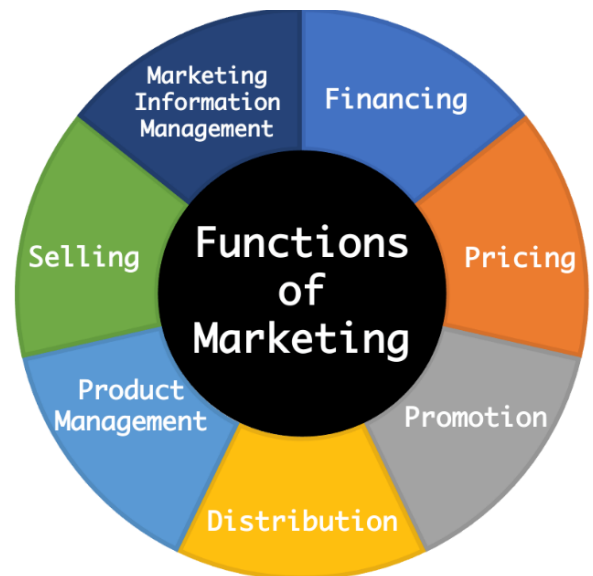 Functions
of
Marketing
Financing
Pricing
Promotion
Distribution
Product
Management
Selling
Marketing
Information
Management